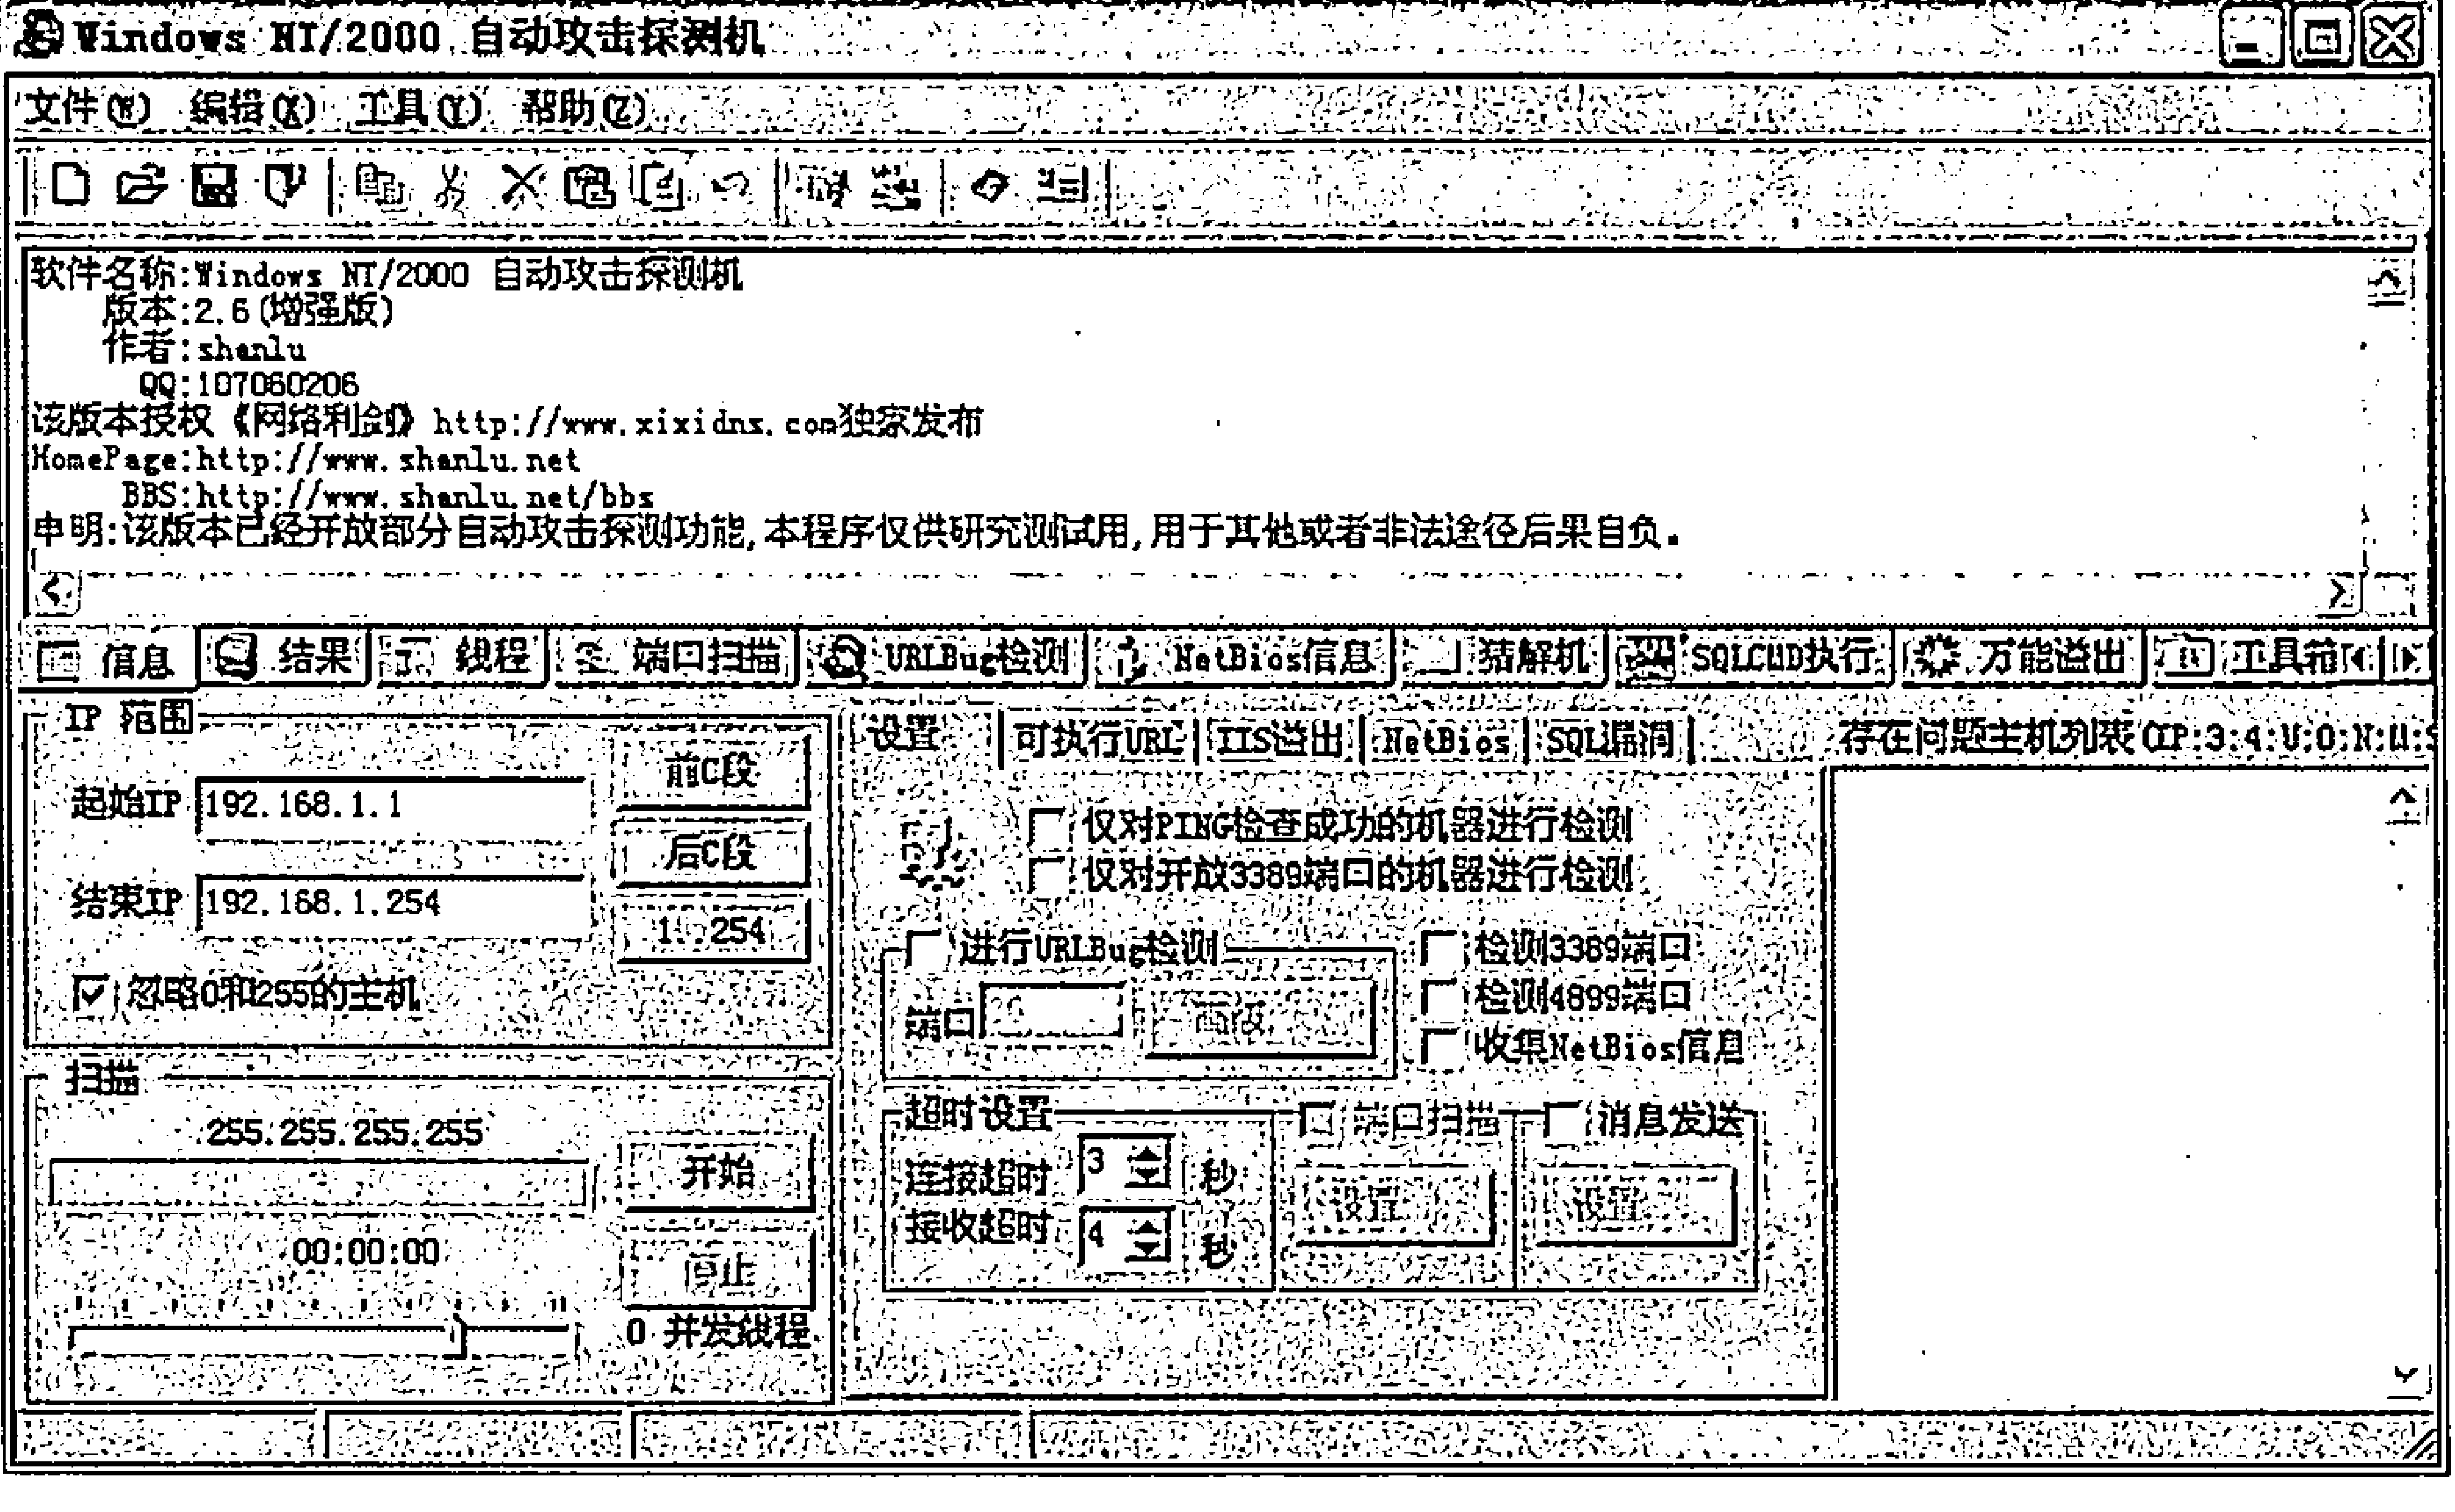 Windows NT/2000 自动攻击探测机
文件(W) 编辑(X) 工具(Y) 帮助(Z)
软件名称:Windows NT/2000 自动攻击探测机
版本:2.6(增强版)
作者:shanlu
QQ:107060206
该版本授权《网络利剑》http://www.xixidns.com独家发布
HomePage:http://www.shanlu.net
BBS:http://www.shanlu.net/bbs
申明:该版本已经开放部分自动攻击探测功能,本程序仅供研究测试用,用于其他或者非法途径后果自负。
信息 结果 线程 端口扫描 URLBug检测 NetBios信息 猜解机 SQLCMD执行 万能溢出 工具箱
IP 范围
起始IP 192.168.1.1
前C段
后C段
结束IP 192.168.1.254
1..254
忽略0和255的主机
扫描
255.255.255.255
开始
00:00:00
停止
0 并发线程
设置 可执行URL IIS溢出 NetBios SQL漏洞
仅对PING检查成功的机器进行检测
仅对开放3389端口的机器进行检测
进行URLBug检测
端口
检测3389端口
检测4899端口
收集NetBios信息
超时设置
连接超时 3 秒
接收超时 4 秒
端口扫描
设置
消息发送
设置
存在问题主机列表(IP:3:4:U:O:N:U:S